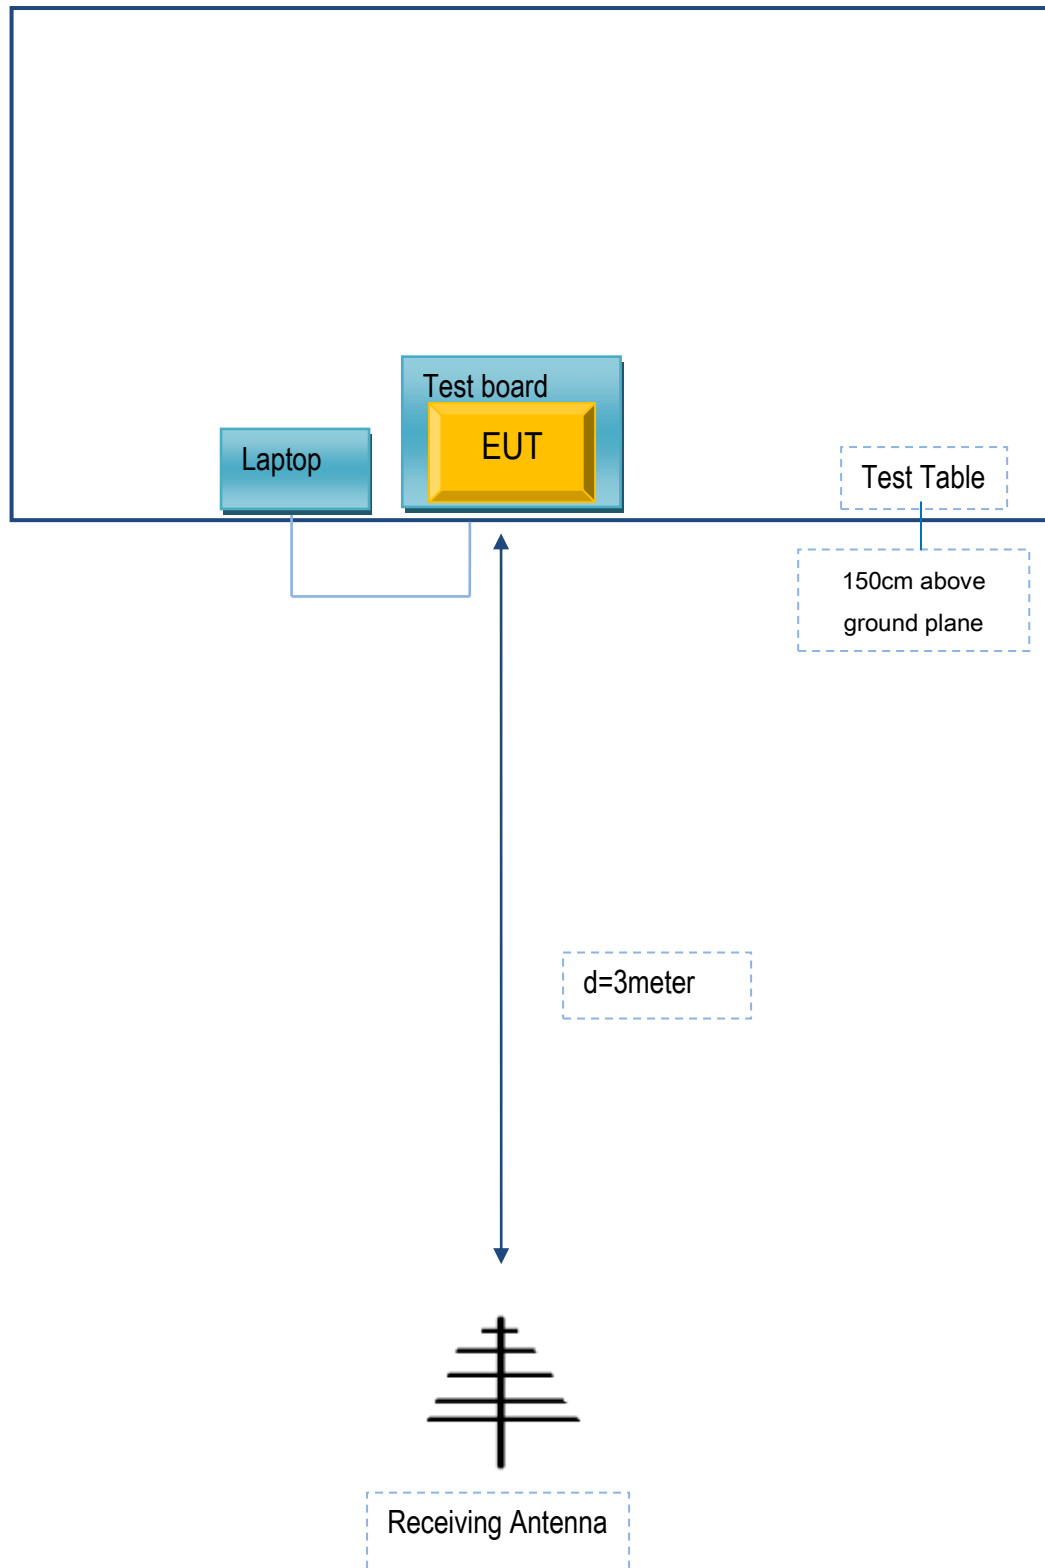 Test board
EUT
Laptop
Test Table
150cm above
ground plane
d=3meter
Receiving Antenna